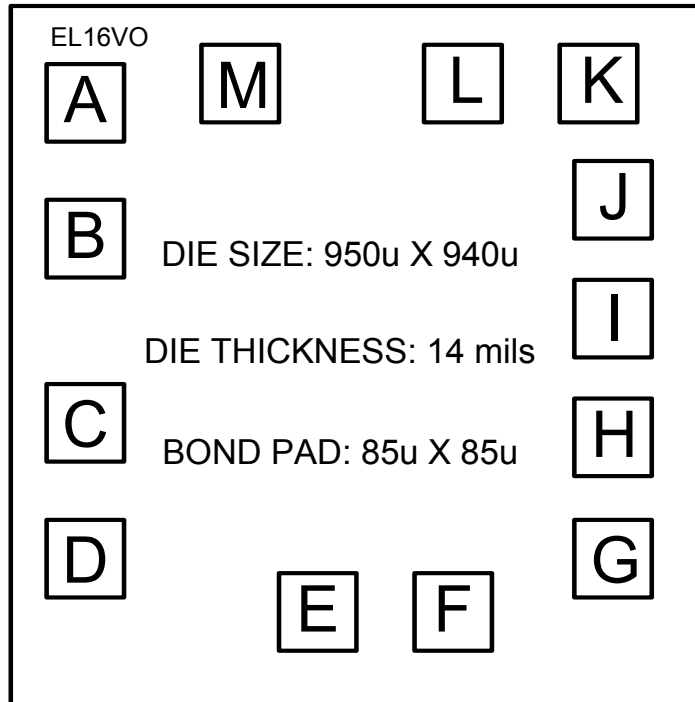 EL16VO
A M L K
J
B
DIE SIZE: 950u X 940u
I
DIE THICKNESS: 14 mils
C
H
BOND PAD: 85u X 85u
D
G
E F